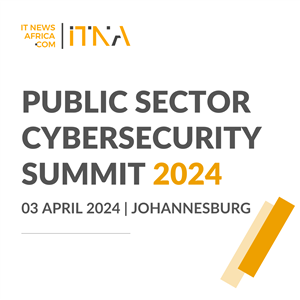 IT NEWS
AFRICA
.COM
ITNA
PUBLIC SECTOR
CYBERSECURITY
SUMMIT 2024
03 APRIL 2024 | JOHANNESBURG